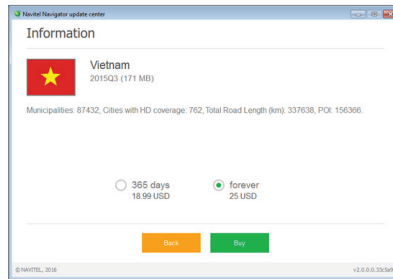 Navitel Navigator update center
Information
Vietnam
2015Q3 (171 MB)
Municipalities: 87432, Cities with HD coverage: 762, Total Road Length (km): 337638, POI: 156366.
365 days
18.99 USD
forever
25 USD
Back
Buy
© NAVITEL, 2016